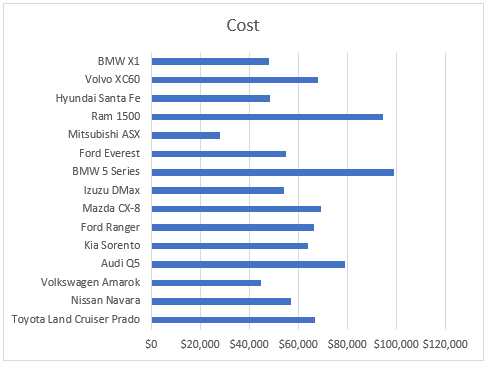 Cost
BMW X1
Volvo XC60
Hyundai Santa Fe
Ram 1500
Mitsubishi ASX
Ford Everest
BMW 5 Series
Izuzu DMax
Mazda CX-8
Ford Ranger
Kia Sorento
Audi Q5
Volkswagen Amarok
Nissan Navara
Toyota Land Cruiser Prado
$0 $20,000 $40,000 $60,000 $80,000 $100,000 $120,000